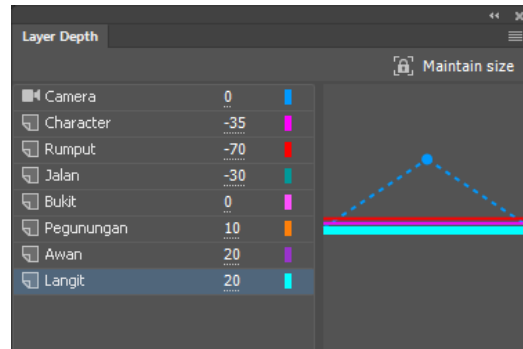 Layer Depth
Maintain size
Camera 0
Character -35
Rumput -70
Jalan -30
Bukit 0
Pegunungan 10
Awan 20
Langit 20